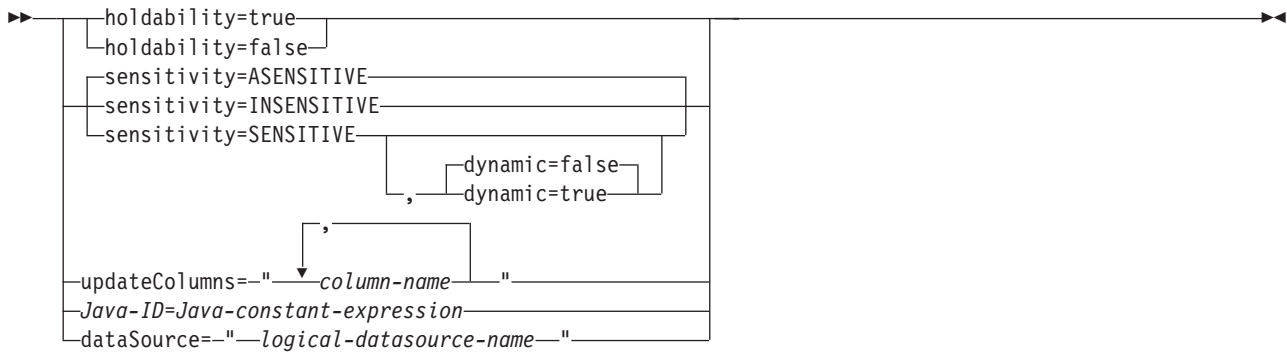 holdability=true
holdability=false
sensitivity=ASENSITIVE
sensitivity=INSENSITIVE
sensitivity=SENSITIVE
dynamic=false
, dynamic=true
,
updateColumns= " column-name "
Java-ID=Java-constant-expression
dataSource= " logical-datasource-name "